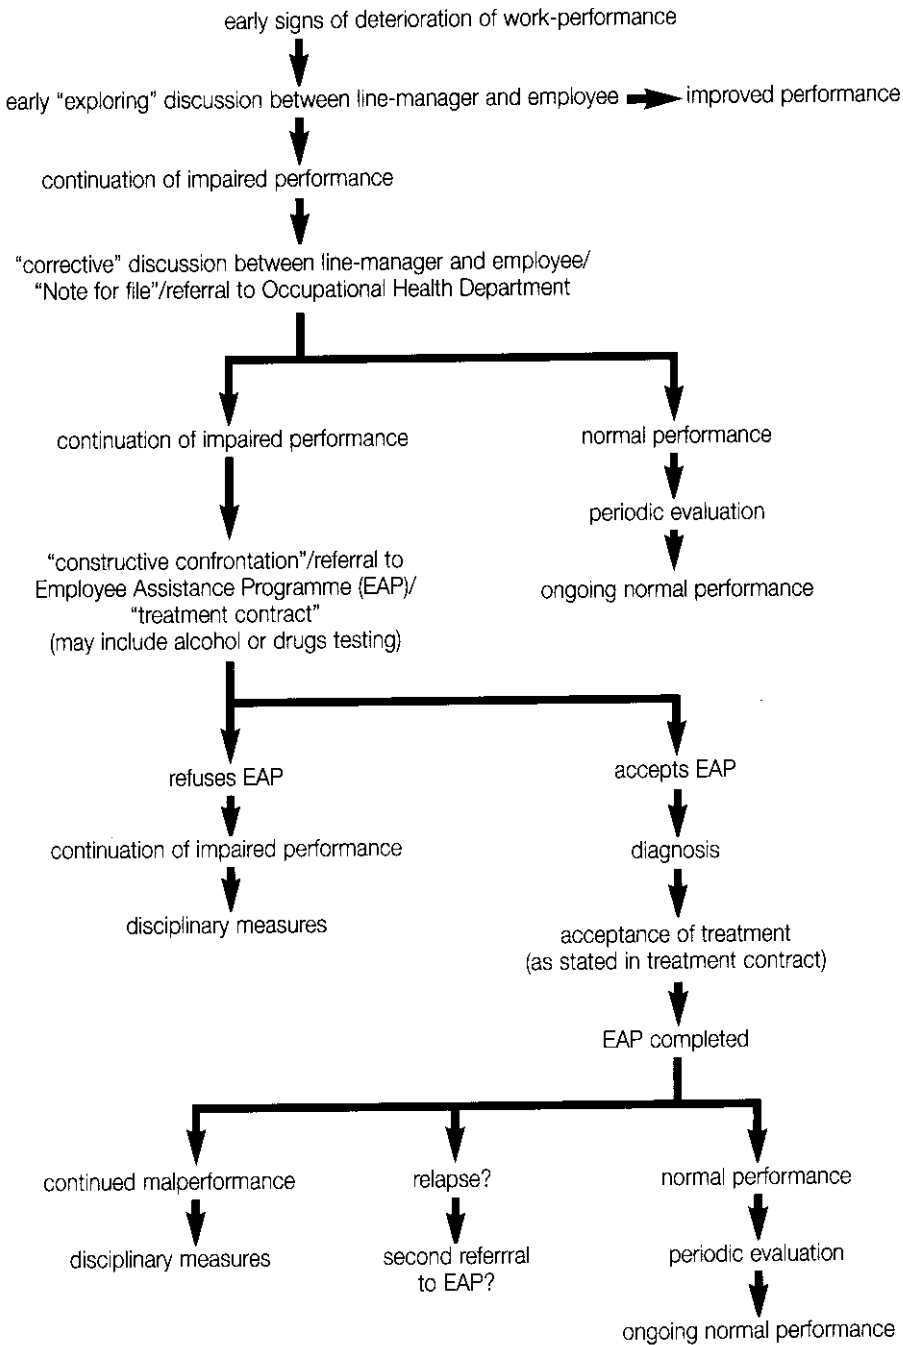 early signs of deterioration of work-performance
early “exploring” discussion between line-manager and employee
improved performance
continuation of impaired performance
“corrective” discussion between line-manager and employee/
“Note for file”/referral to Occupational Health Department
continuation of impaired performance
normal performance
periodic evaluation
ongoing normal performance
“constructive confrontation”/referral to
Employee Assistance Programme (EAP)/
“treatment contract”
(may include alcohol or drugs testing)
refuses EAP
continuation of impaired performance
disciplinary measures
accepts EAP
diagnosis
acceptance of treatment
(as stated in treatment contract)
EAP completed
continued malperformance
disciplinary measures
relapse?
second referrral
to EAP?
normal performance
periodic evaluation
ongoing normal performance